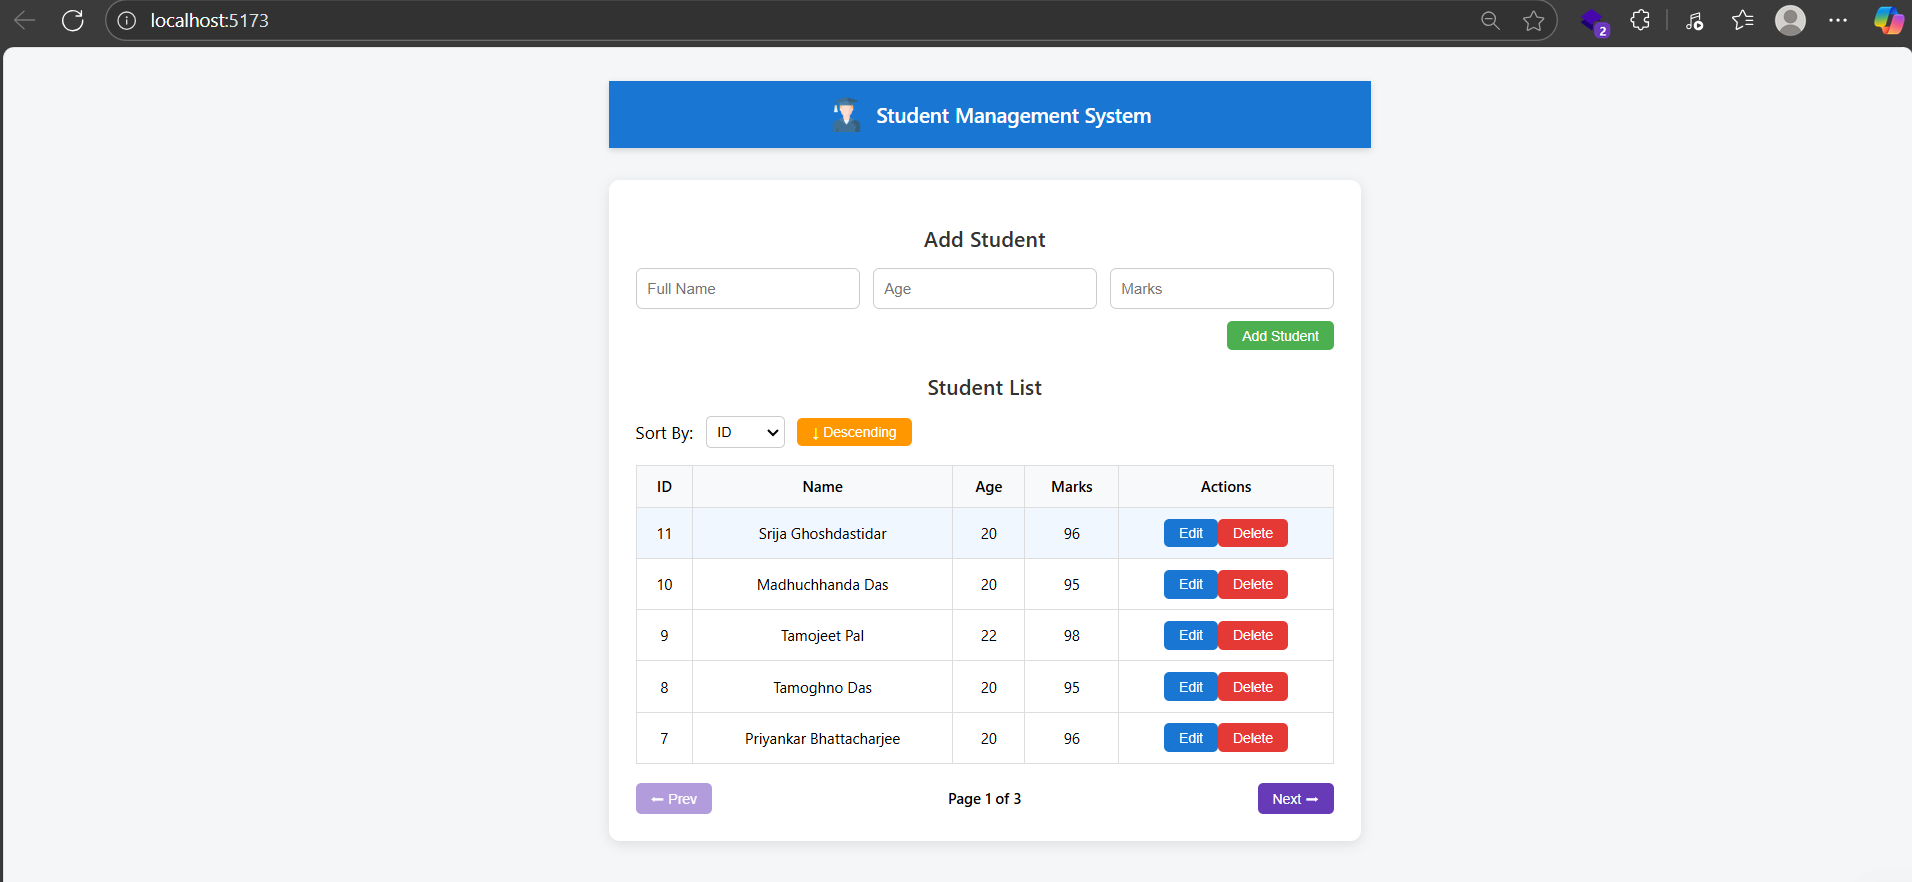 localhost:5173
2
Student Management System
Add Student
Full Name Age Marks
Add Student
Student List
Sort By: ID ↓ Descending
ID Name Age Marks Actions
11 Srija Ghoshdastidar 20 96 Edit Delete
10 Madhuchhanda Das 20 95 Edit Delete
9 Tamojeet Pal 22 98 Edit Delete
8 Tamoghno Das 20 95 Edit Delete
7 Priyankar Bhattacharjee 20 96 Edit Delete
← Prev Page 1 of 3 Next →